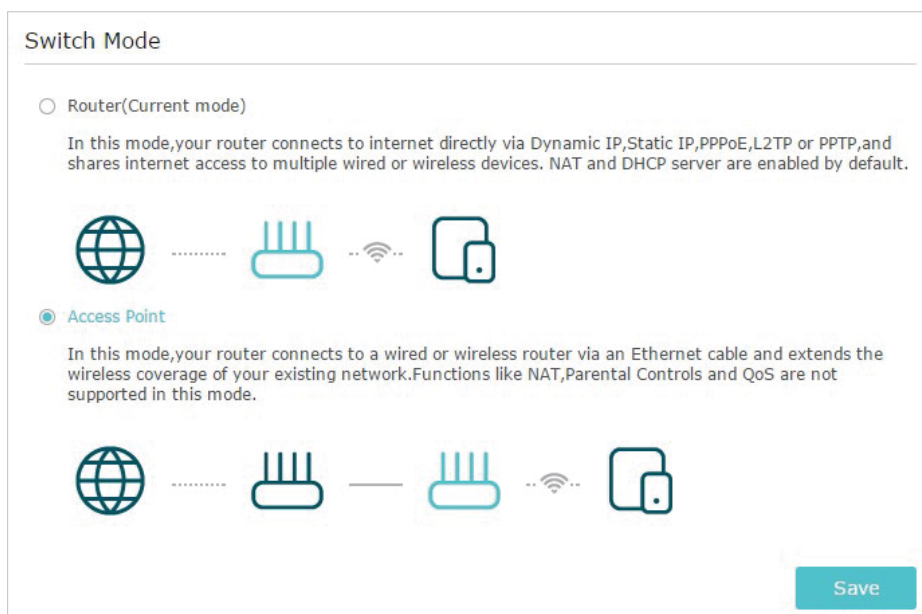 Switch Mode
Router(Current mode)
In this mode,your router connects to internet directly via Dynamic IP,Static IP,PPPoE,L2TP or PPTP,and
shares internet access to multiple wired or wireless devices. NAT and DHCP server are enabled by default.
Access Point
In this mode,your router connects to a wired or wireless router via an Ethernet cable and extends the
wireless coverage of your existing network.Functions like NAT,Parental Controls and QoS are not
supported in this mode.
Save